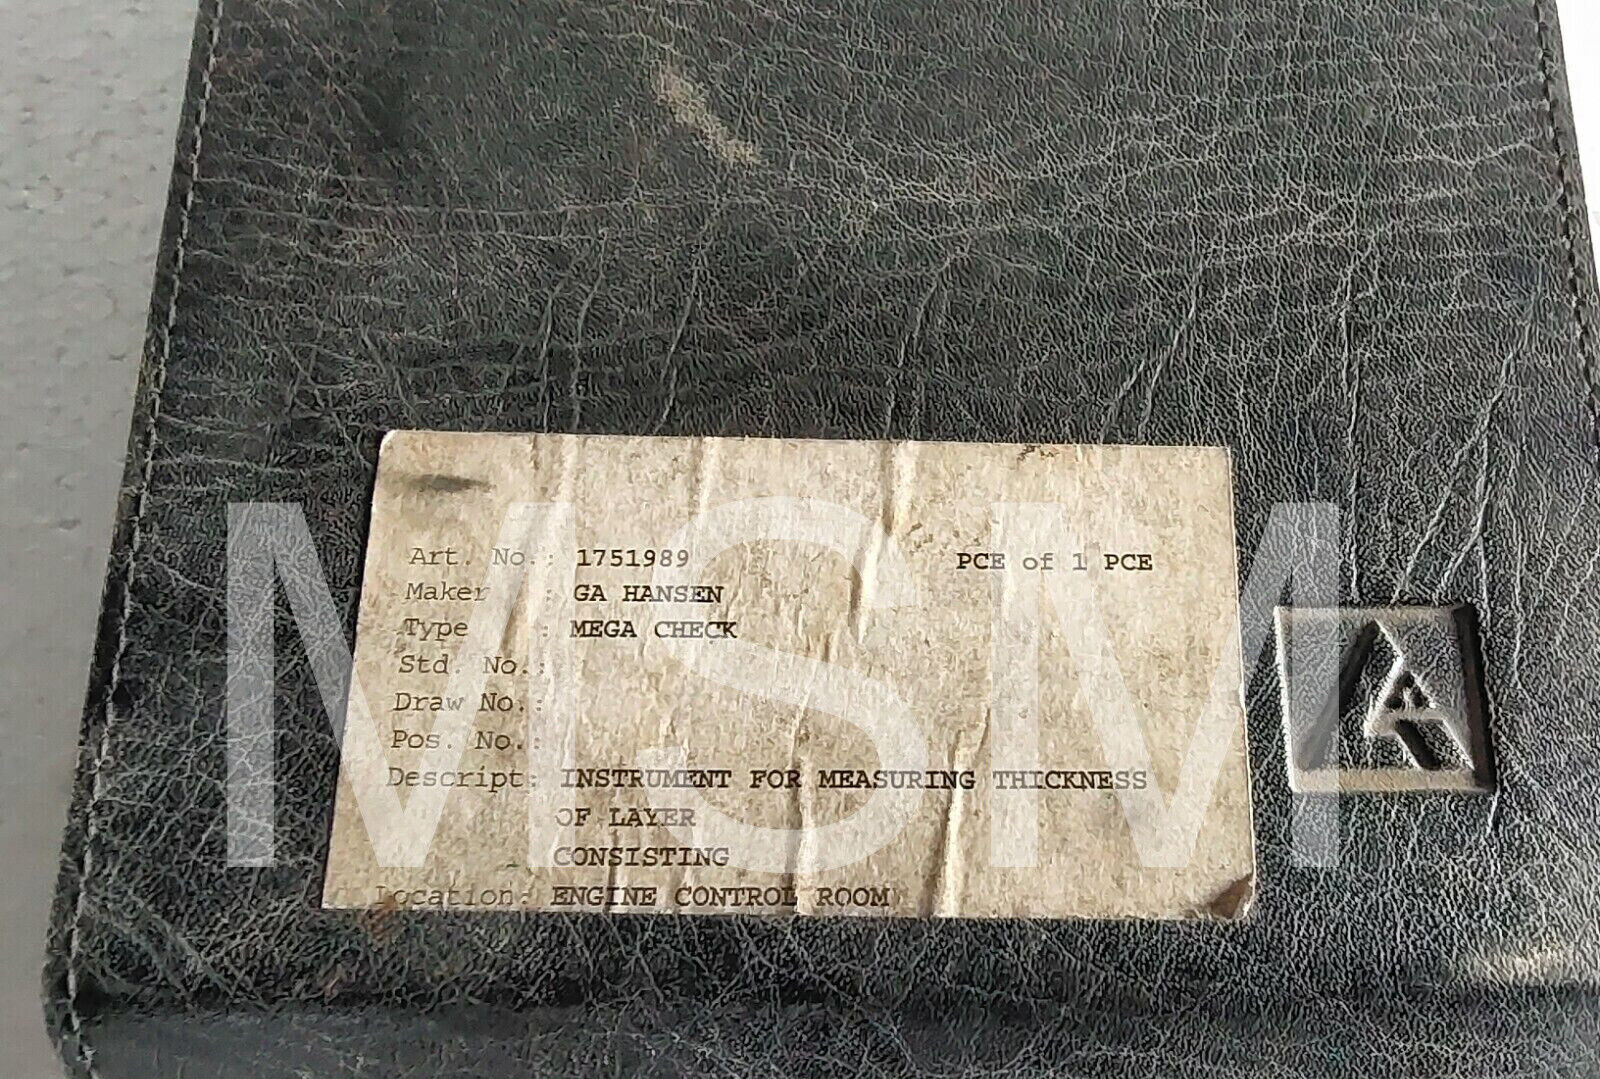 Art. No.: 1751989 PCE of 1 PCE
Maker : GA HANSEN
Type : MEGA CHECK
Std. No.:
Draw No.:
Pos. No.:
Descript: INSTRUMENT FOR MEASURING THICKNESS
OF LAYER
CONSISTING
Location: ENGINE CONTROL ROOM
MSM